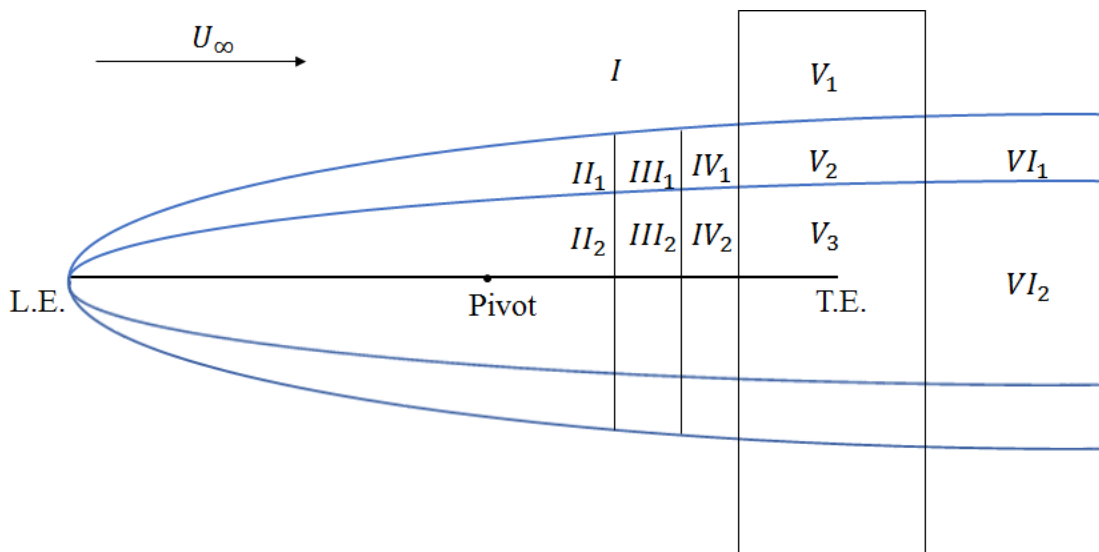 U∞
I
V₁
II₁ III₁ IV₁ V₂ VI₁
II₂ III₂ IV₂ V₃
L.E. Pivot T.E. VI₂